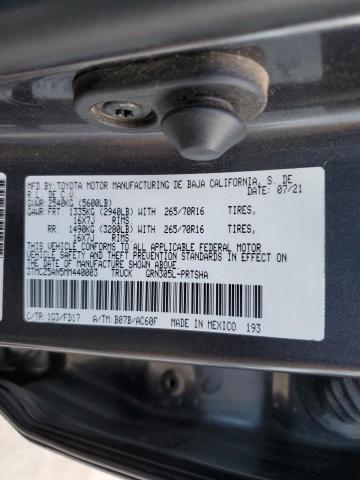 MFD.BY:TOYOTA MOTOR MANUFACTURING DE BAJA CALIFORNIA, S. DE
R.L. DE C.V. DATE: 07/21
GVWR:2540KG(5600LB)
GAWR:FRT. 1335KG(2940LB)WITH 265/70R16 TIRES,
16X7J RIMS.
RR. 1490KG(3280LB)WITH 265/70R16 TIRES,
16X7J RIMS.
THIS VEHICLE CONFORMS TO ALL APPLICABLE FEDERAL MOTOR
VEHICLE SAFETY STANDARDS IN EFFECT ON THE
DATE OF MANUFACTURE SHOWN ABOVE.
3TMCZ5AN5MM440003 TRUCK GRN305L-PRTSHA
C/TR:1G3/FD17 A/TM:B07B/AC60F MADE IN MEXICO 193